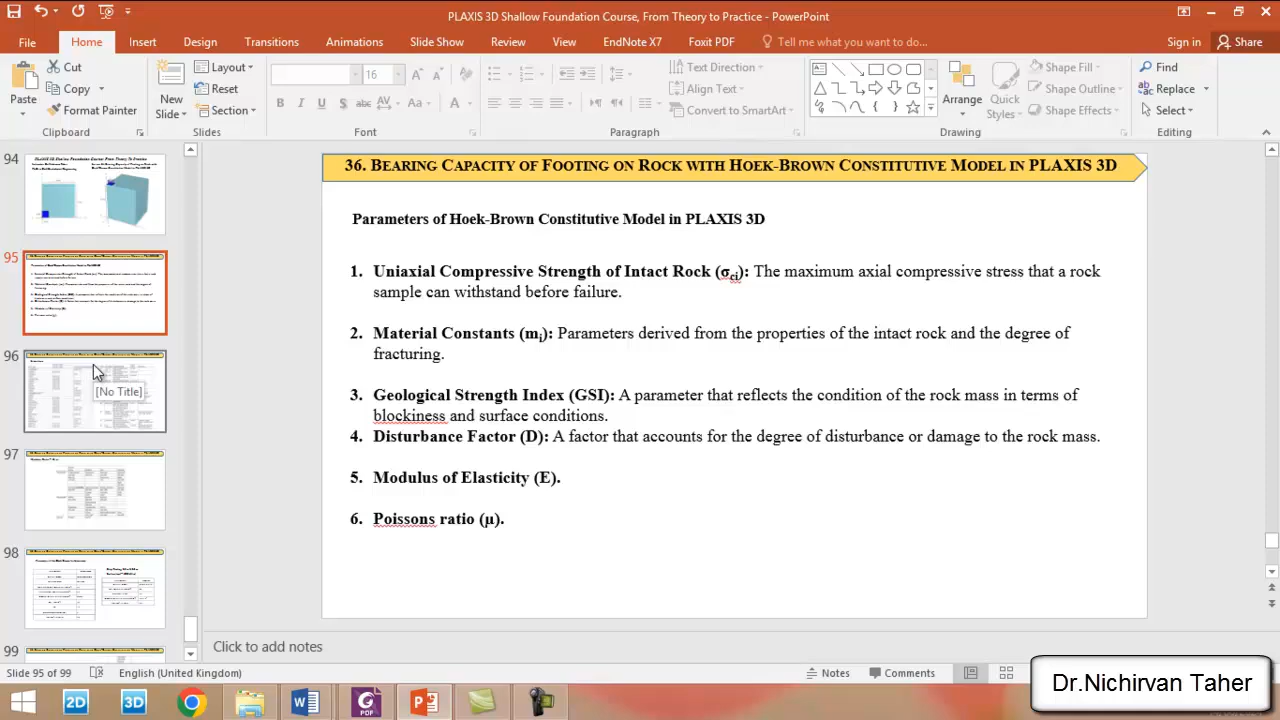 PLAXIS 3D Shallow Foundation Course, From Theory to Practice - PowerPoint
File Home Insert Design Transitions Animations Slide Show Review View EndNote X7 Foxit PDF Tell me what you want to do... Sign in Share
Paste
Cut
Copy
Format Painter
Clipboard
New Slide
Layout
Reset
Section
Slides
16
B I U S abc AV Aa A
Font
Text Direction
Align Text
Convert to SmartArt
Paragraph
Arrange
Quick Styles
Shape Fill
Shape Outline
Shape Effects
Drawing
Find
Replace
Select
Editing
94
95
96
[No Title]
97
98
99
36. BEARING CAPACITY OF FOOTING ON ROCK WITH HOEK-BROWN CONSTITUTIVE MODEL IN PLAXIS 3D
Parameters of Hoek-Brown Constitutive Model in PLAXIS 3D
1. Uniaxial Compressive Strength of Intact Rock (σci): The maximum axial compressive stress that a rock
sample can withstand before failure.
2. Material Constants (mi): Parameters derived from the properties of the intact rock and the degree of
fracturing.
3. Geological Strength Index (GSI): A parameter that reflects the condition of the rock mass in terms of
blockiness and surface conditions.
4. Disturbance Factor (D): A factor that accounts for the degree of disturbance or damage to the rock mass.
5. Modulus of Elasticity (E).
6. Poissons ratio (μ).
Click to add notes
Slide 95 of 99 English (United Kingdom) Notes Comments
2D 3D W PDF P
Dr.Nichirvan Taher